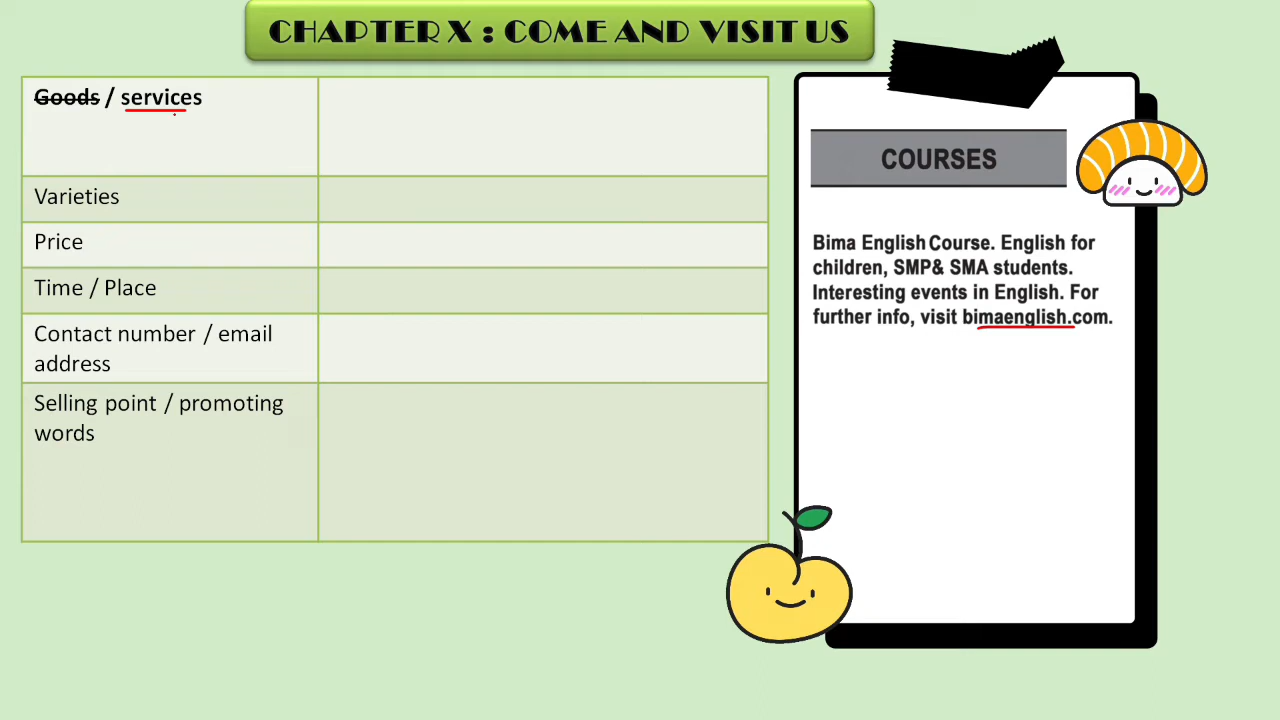 CHAPTER X : COME AND VISIT US
Goods / services
Varieties
Price
Time / Place
Contact number / email
address
Selling point / promoting
words
COURSES
Bima English Course. English for
children, SMP& SMA students.
Interesting events in English. For
further info, visit bimaenglish.com.